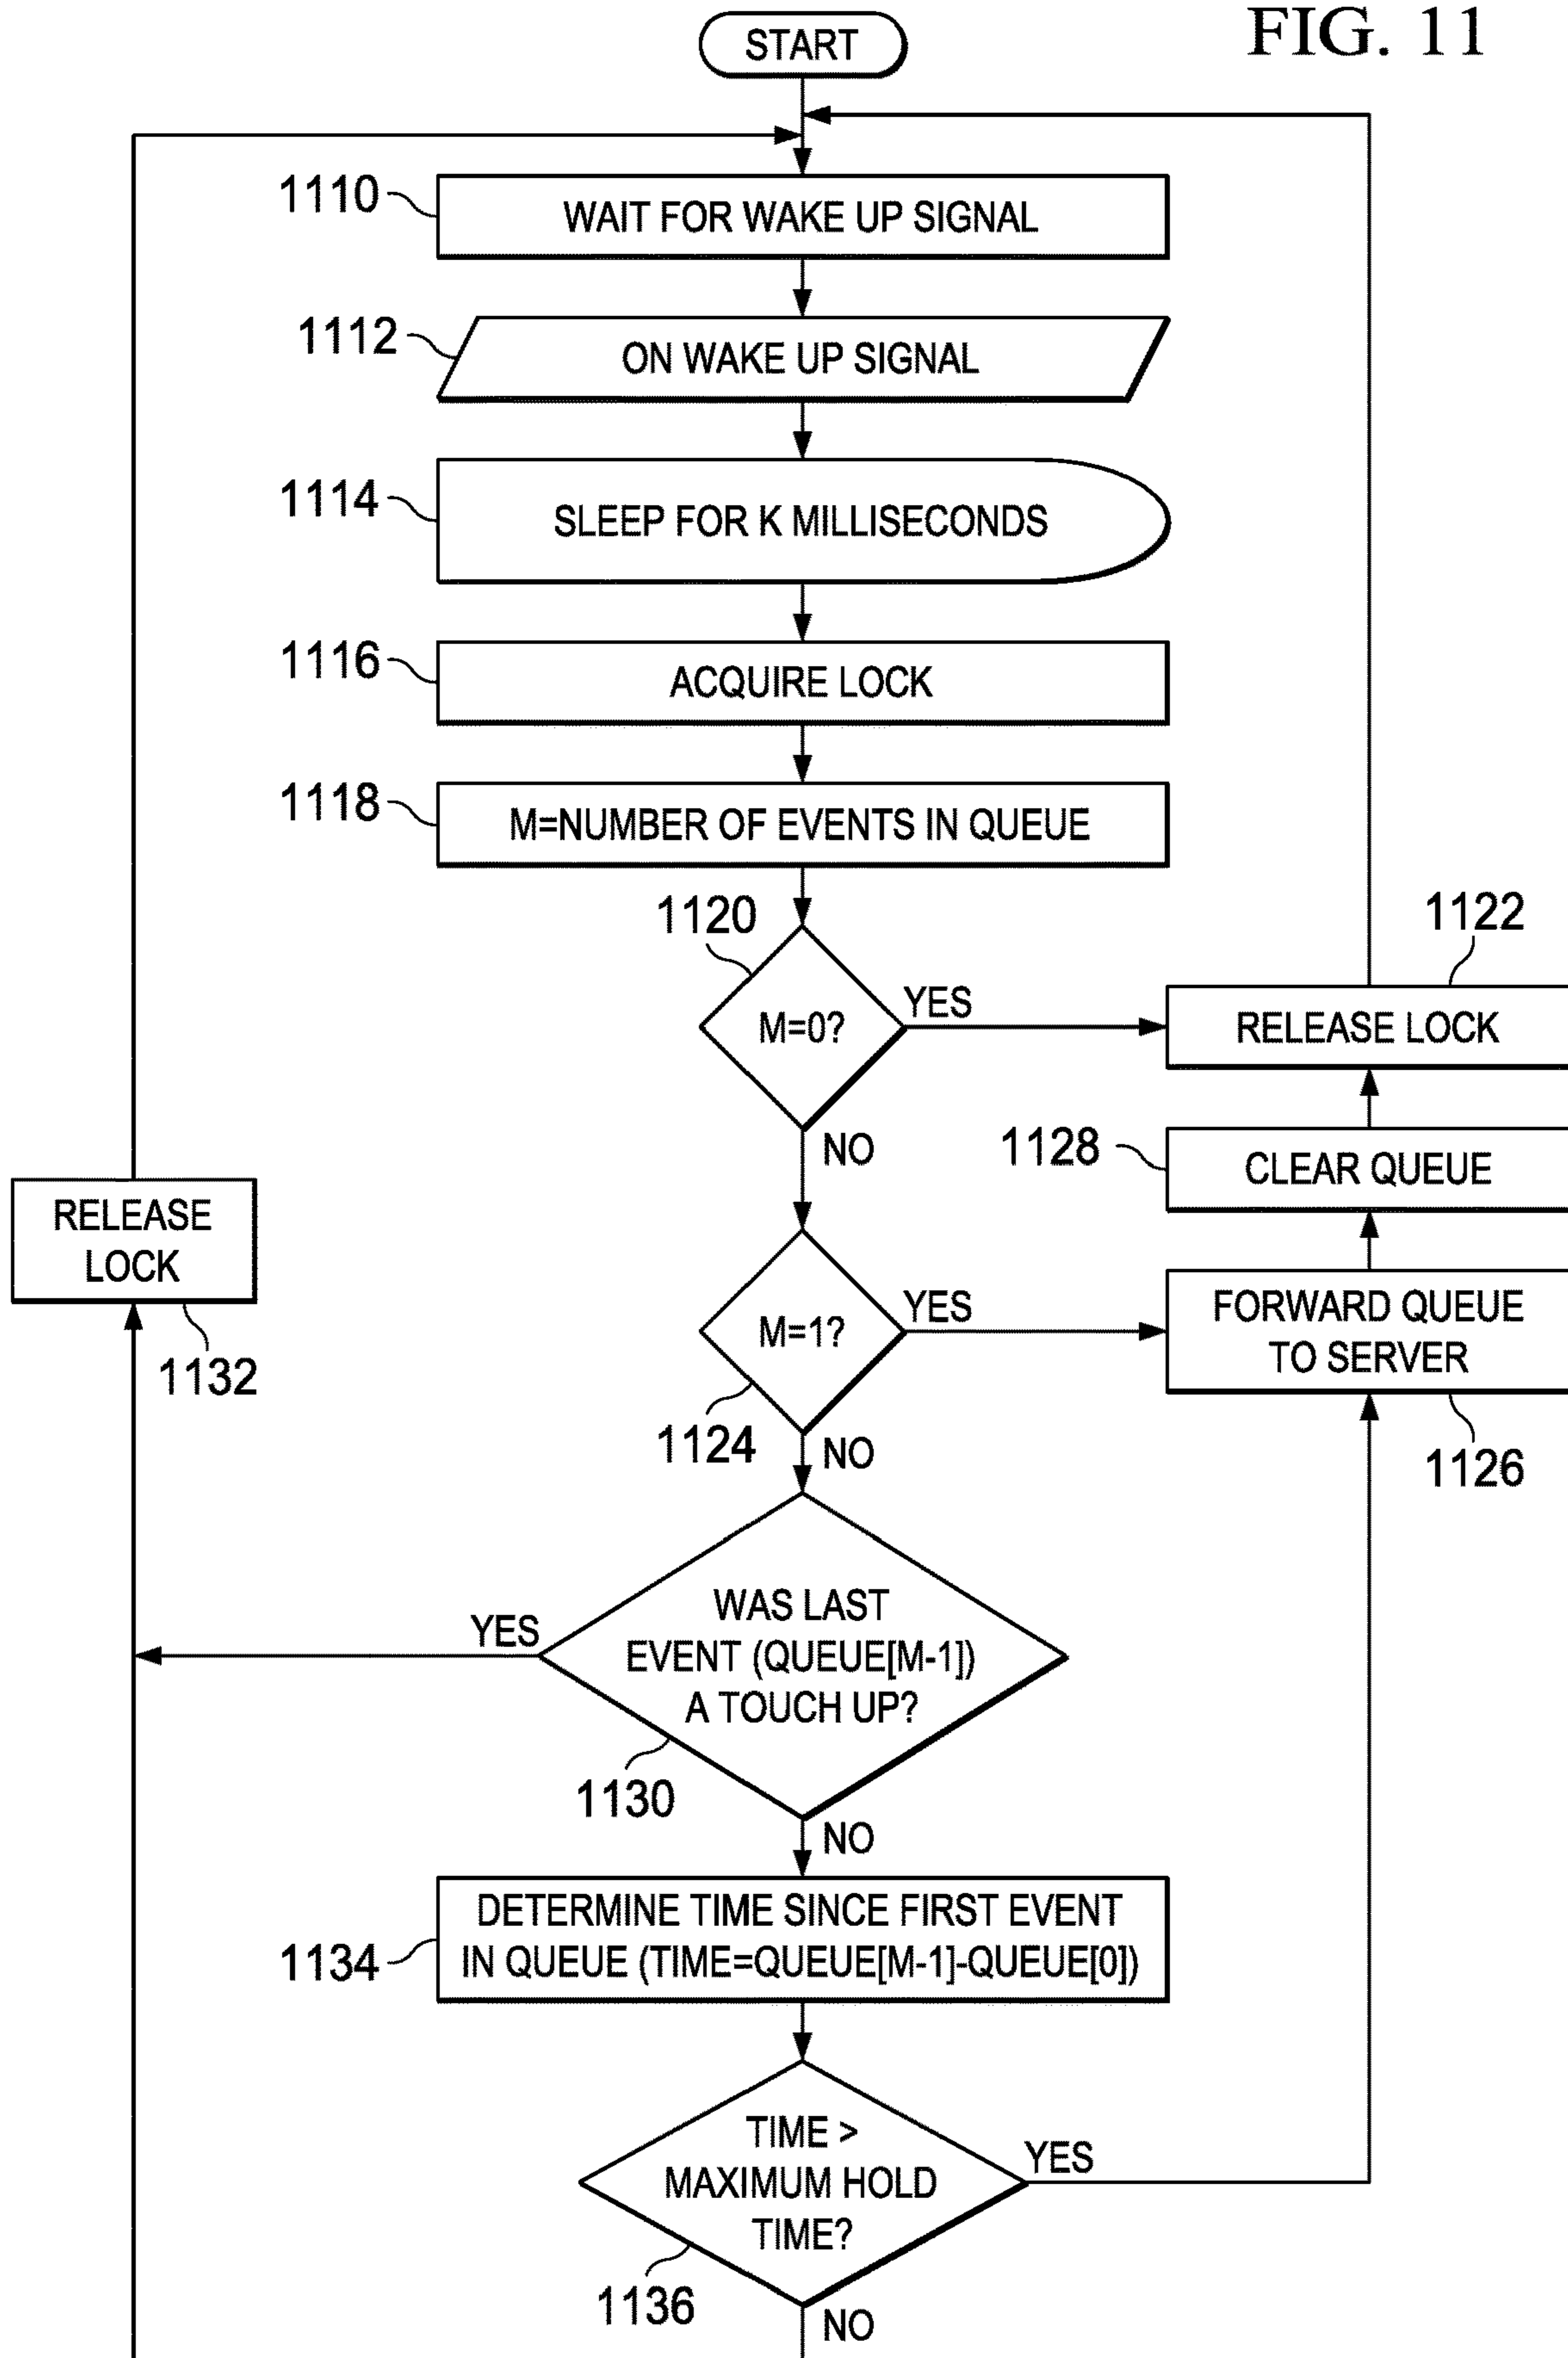 FIG. 11
START
1110
WAIT FOR WAKE UP SIGNAL
1112
ON WAKE UP SIGNAL
1114
SLEEP FOR K MILLISECONDS
1116
ACQUIRE LOCK
1118
M=NUMBER OF EVENTS IN QUEUE
1120
M=0?
YES
1122
RELEASE LOCK
NO
1128
CLEAR QUEUE
RELEASE
LOCK
1132
M=1?
YES
FORWARD QUEUE
TO SERVER
1124
NO
1126
WAS LAST
EVENT (QUEUE[M-1])
A TOUCH UP?
YES
1130
NO
1134
DETERMINE TIME SINCE FIRST EVENT
IN QUEUE (TIME=QUEUE[M-1]-QUEUE[0])
TIME >
MAXIMUM HOLD
TIME?
YES
1136
NO